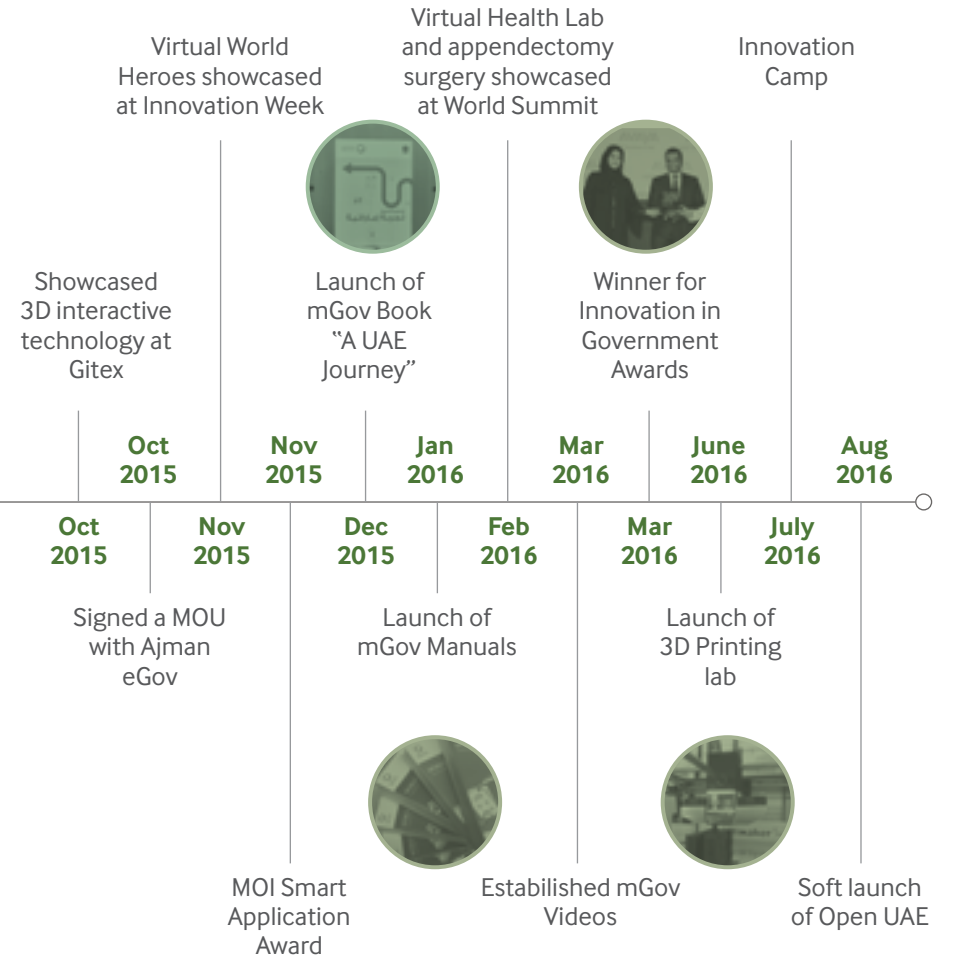 Virtual World
Heroes showcased
at Innovation Week
Virtual Health Lab
and appendectomy
surgery showcased
at World Summit
Innovation
Camp
Showcased
3D interactive
technology at
Gitex
Launch of
mGov Book
“A UAE
Journey”
Winner for
Innovation in
Government
Awards
Oct
2015
Nov
2015
Jan
2016
Mar
2016
June
2016
Aug
2016
Oct
2015
Nov
2015
Dec
2015
Feb
2016
Mar
2016
July
2016
Signed a MOU
with Ajman
eGov
Launch of
mGov Manuals
Launch of
3D Printing
lab
MOI Smart
Application
Award
Estabilished mGov
Videos
Soft launch
of Open UAE